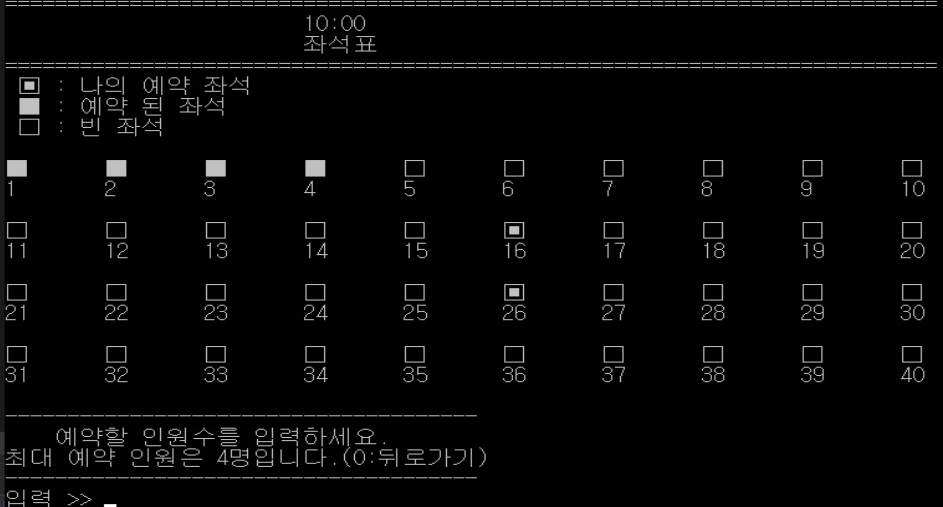 ================================================================================
10:00
좌석표
================================================================================
▣ : 나의 예약 좌석
■ : 예약 된 좌석
□ : 빈 좌석
■ ■ ■ ■ □ □ □ □ □ □
1 2 3 4 5 6 7 8 9 10
□ □ □ □ □ ▣ □ □ □ □
11 12 13 14 15 16 17 18 19 20
□ □ □ □ □ ▣ □ □ □ □
21 22 23 24 25 26 27 28 29 30
□ □ □ □ □ □ □ □ □ □
31 32 33 34 35 36 37 38 39 40
----------------------------------------
예약할 인원수를 입력하세요.
최대 예약 인원은 4명입니다.(0:뒤로가기)
----------------------------------------
입력 >> _